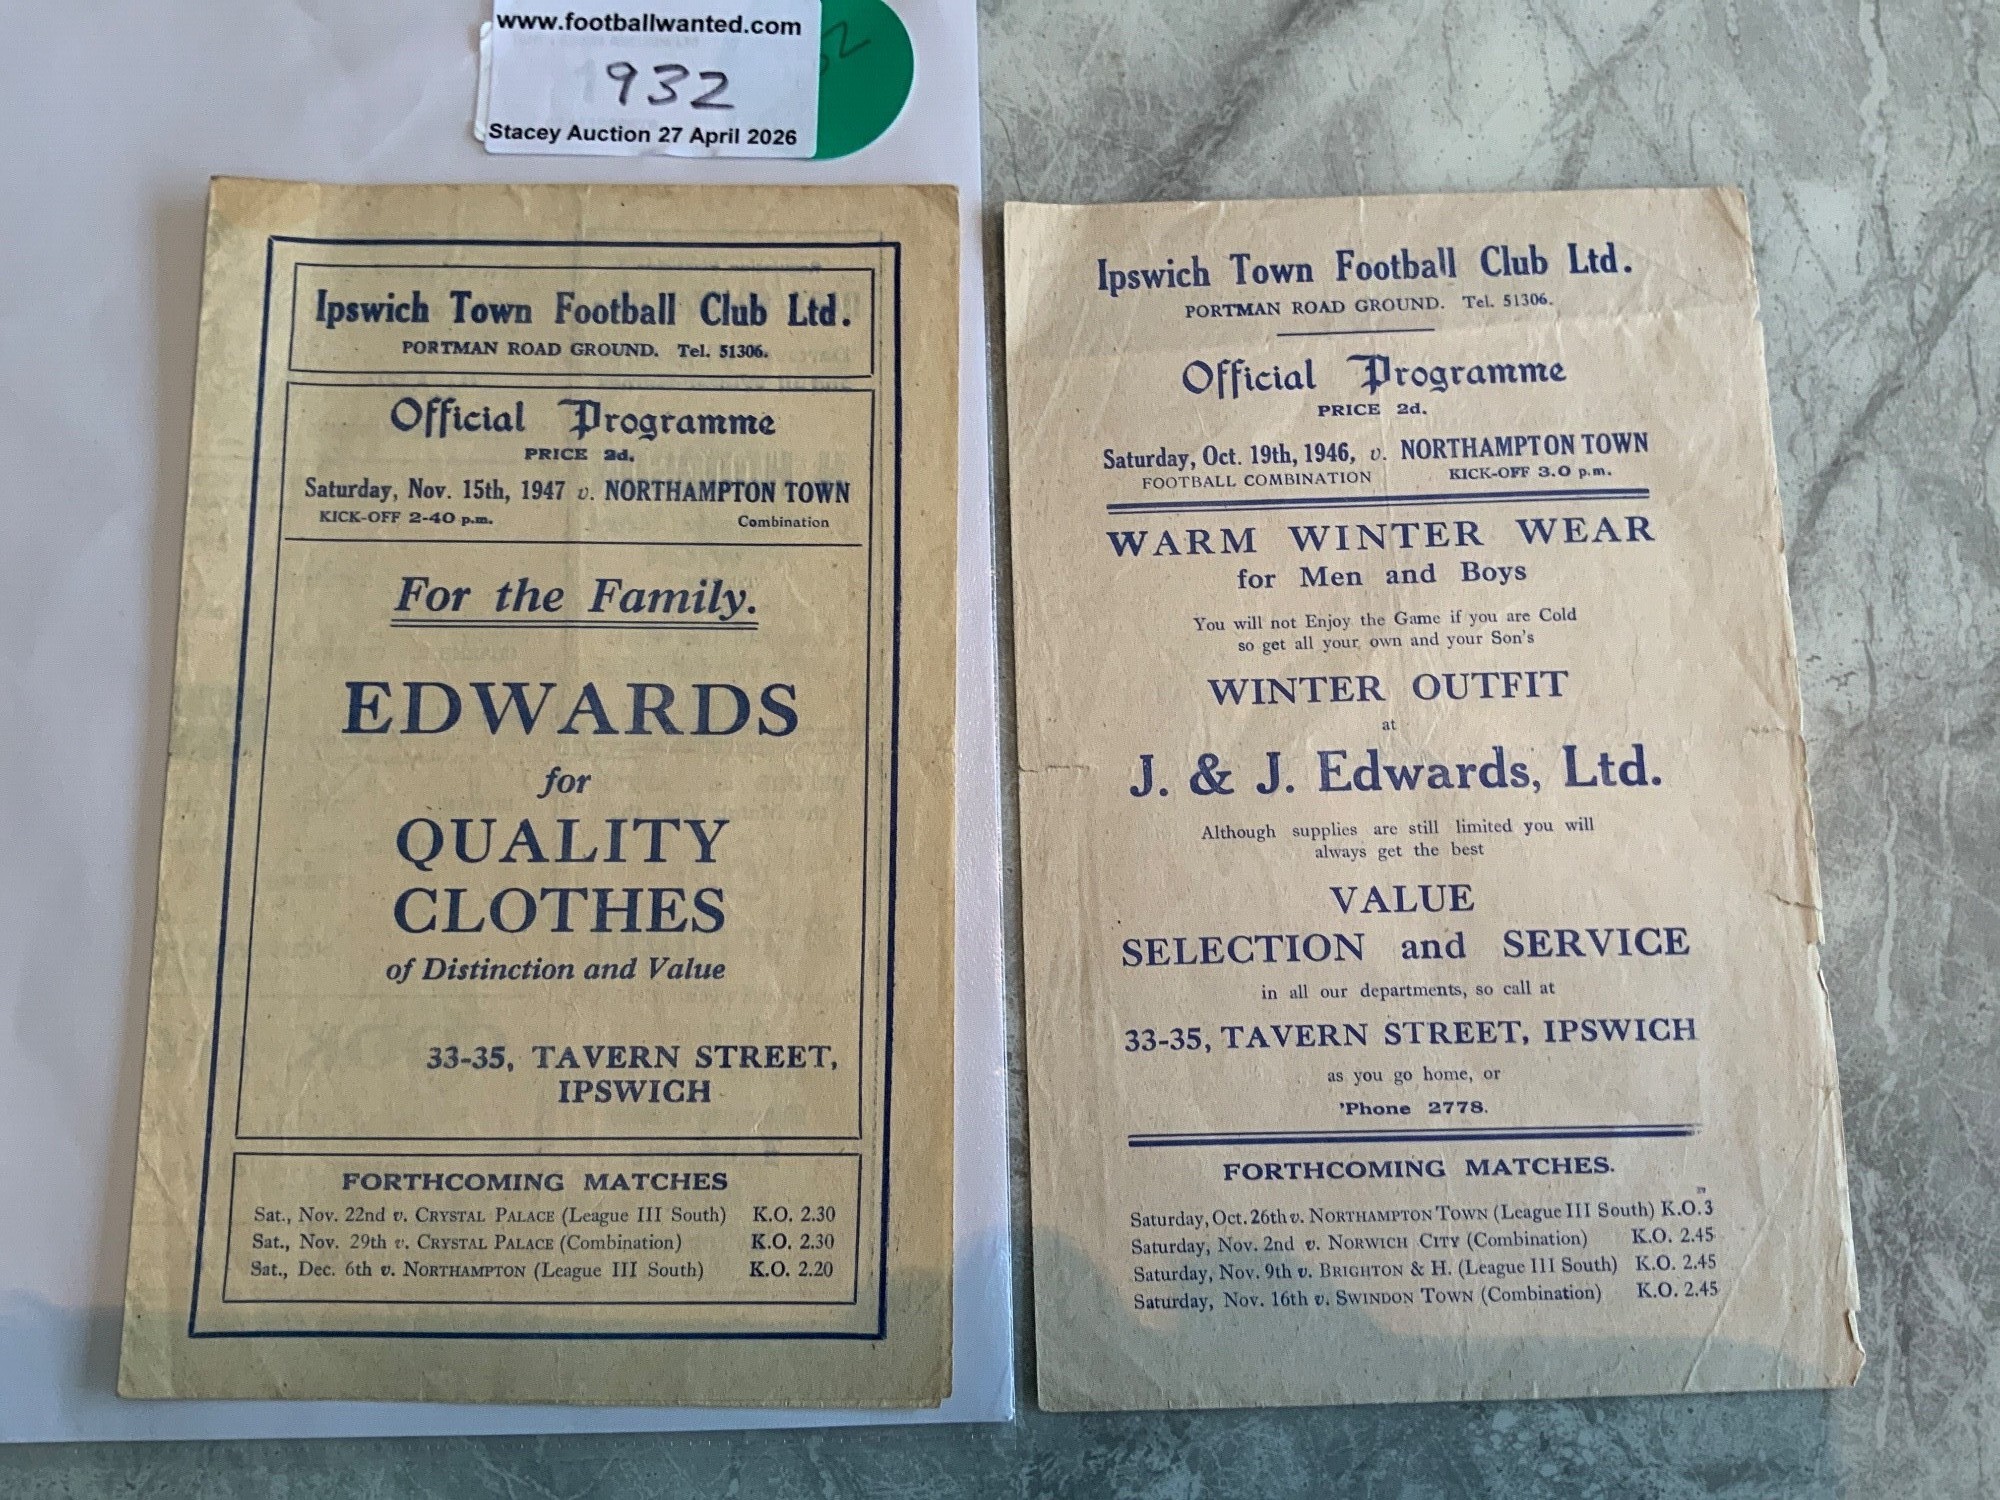 www.footballwanted.com
932
Stacey Auction 27 April 2026
Ipswich Town Football Club Ltd.
PORTMAN ROAD GROUND. Tel. 51306.
Official Programme
PRICE 2d.
Saturday, Nov. 15th, 1947 v. NORTHAMPTON TOWN
KICK-OFF 2-40 p.m. Combination
For the Family.
EDWARDS
for
QUALITY
CLOTHES
of Distinction and Value
33-35, TAVERN STREET,
IPSWICH
FORTHCOMING MATCHES
Sat., Nov. 22nd v. CRYSTAL PALACE (League III South) K.O. 2.30
Sat., Nov. 29th v. CRYSTAL PALACE (Combination) K.O. 2.30
Sat., Dec. 6th v. NORTHAMPTON (League III South) K.O. 2.20
Ipswich Town Football Club Ltd.
PORTMAN ROAD GROUND. Tel. 51306.
Official Programme
PRICE 2d.
Saturday, Oct. 19th, 1946, v. NORTHAMPTON TOWN
FOOTBALL COMBINATION KICK-OFF 3.0 p.m.
WARM WINTER WEAR
for Men and Boys
You will not Enjoy the Game if you are Cold
so get all your own and your Son's
WINTER OUTFIT
at
J. & J. Edwards, Ltd.
Although supplies are still limited you will
always get the best
VALUE
SELECTION and SERVICE
in all our departments, so call at
33-35, TAVERN STREET, IPSWICH
as you go home, or
'Phone 2778.
FORTHCOMING MATCHES.
Saturday, Oct. 26th v. NORTHAMPTON TOWN (League III South) K.O. 3
Saturday, Nov. 2nd v. NORWICH CITY (Combination) K.O. 2.45
Saturday, Nov. 9th v. BRIGHTON & H. (League III South) K.O. 2.45
Saturday, Nov. 16th v. SWINDON TOWN (Combination) K.O. 2.45